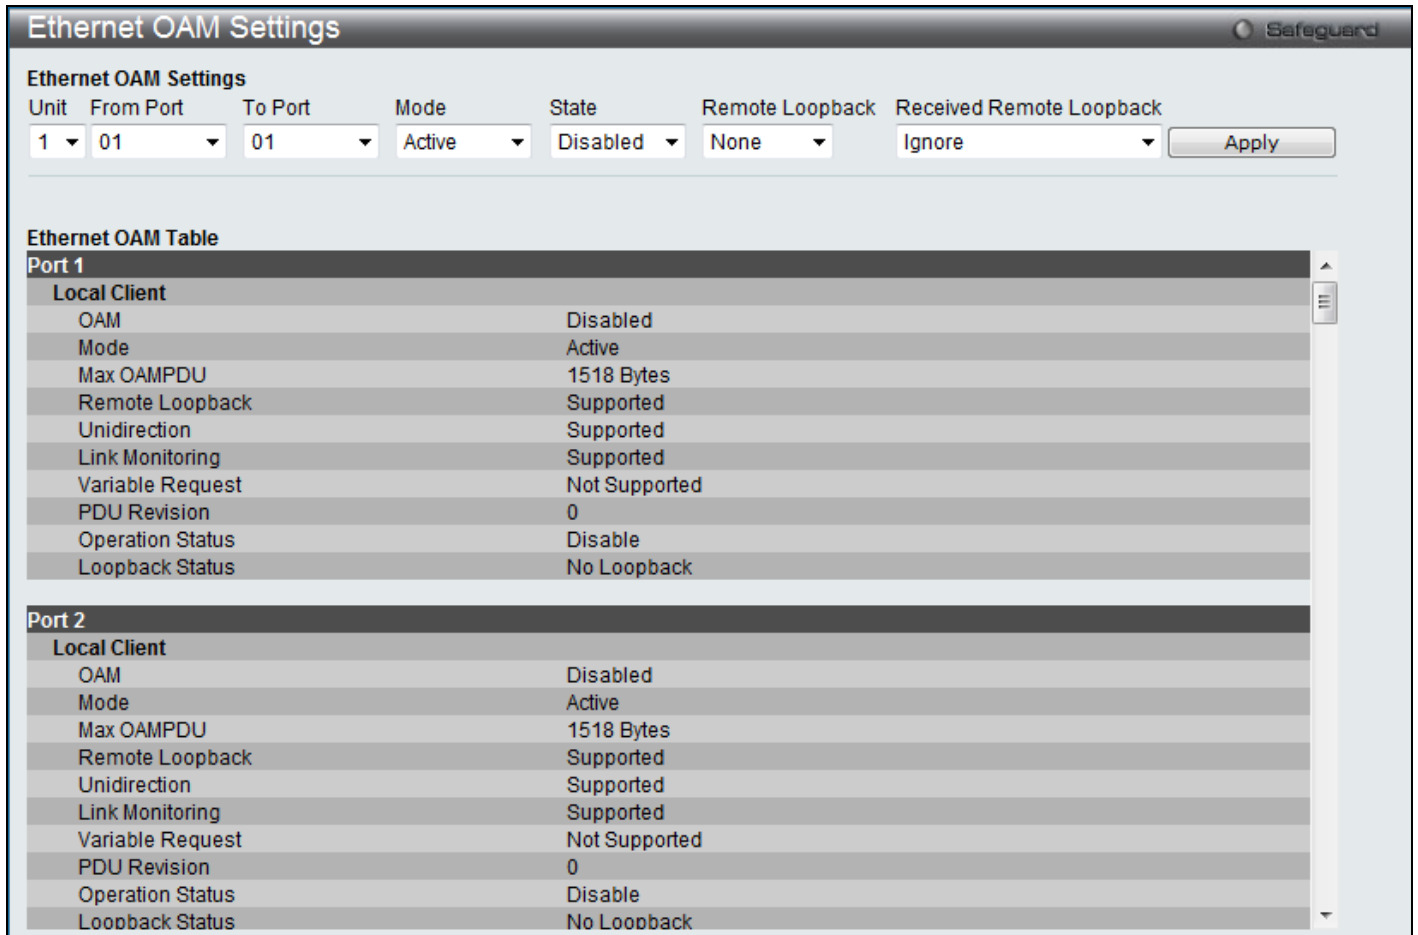 Ethernet OAM Settings
Safeguard
Ethernet OAM Settings
Unit From Port To Port Mode State Remote Loopback Received Remote Loopback
1 01 01 Active Disabled None Ignore Apply
Ethernet OAM Table
Port 1
Local Client
OAM Disabled
Mode Active
Max OAMPDU 1518 Bytes
Remote Loopback Supported
Unidirection Supported
Link Monitoring Supported
Variable Request Not Supported
PDU Revision 0
Operation Status Disable
Loopback Status No Loopback
Port 2
Local Client
OAM Disabled
Mode Active
Max OAMPDU 1518 Bytes
Remote Loopback Supported
Unidirection Supported
Link Monitoring Supported
Variable Request Not Supported
PDU Revision 0
Operation Status Disable
Loopback Status No Loopback